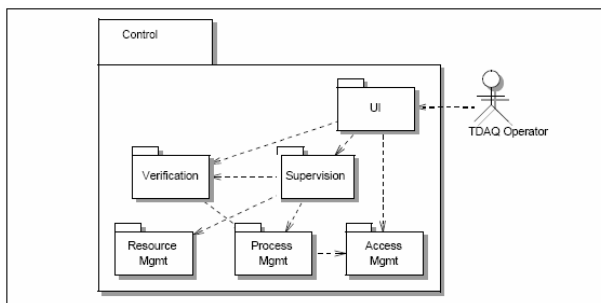 Control
UI
TDAQ Operator
Verification
Supervision
Resource
Mgmt
Process
Mgmt
Access
Mgmt